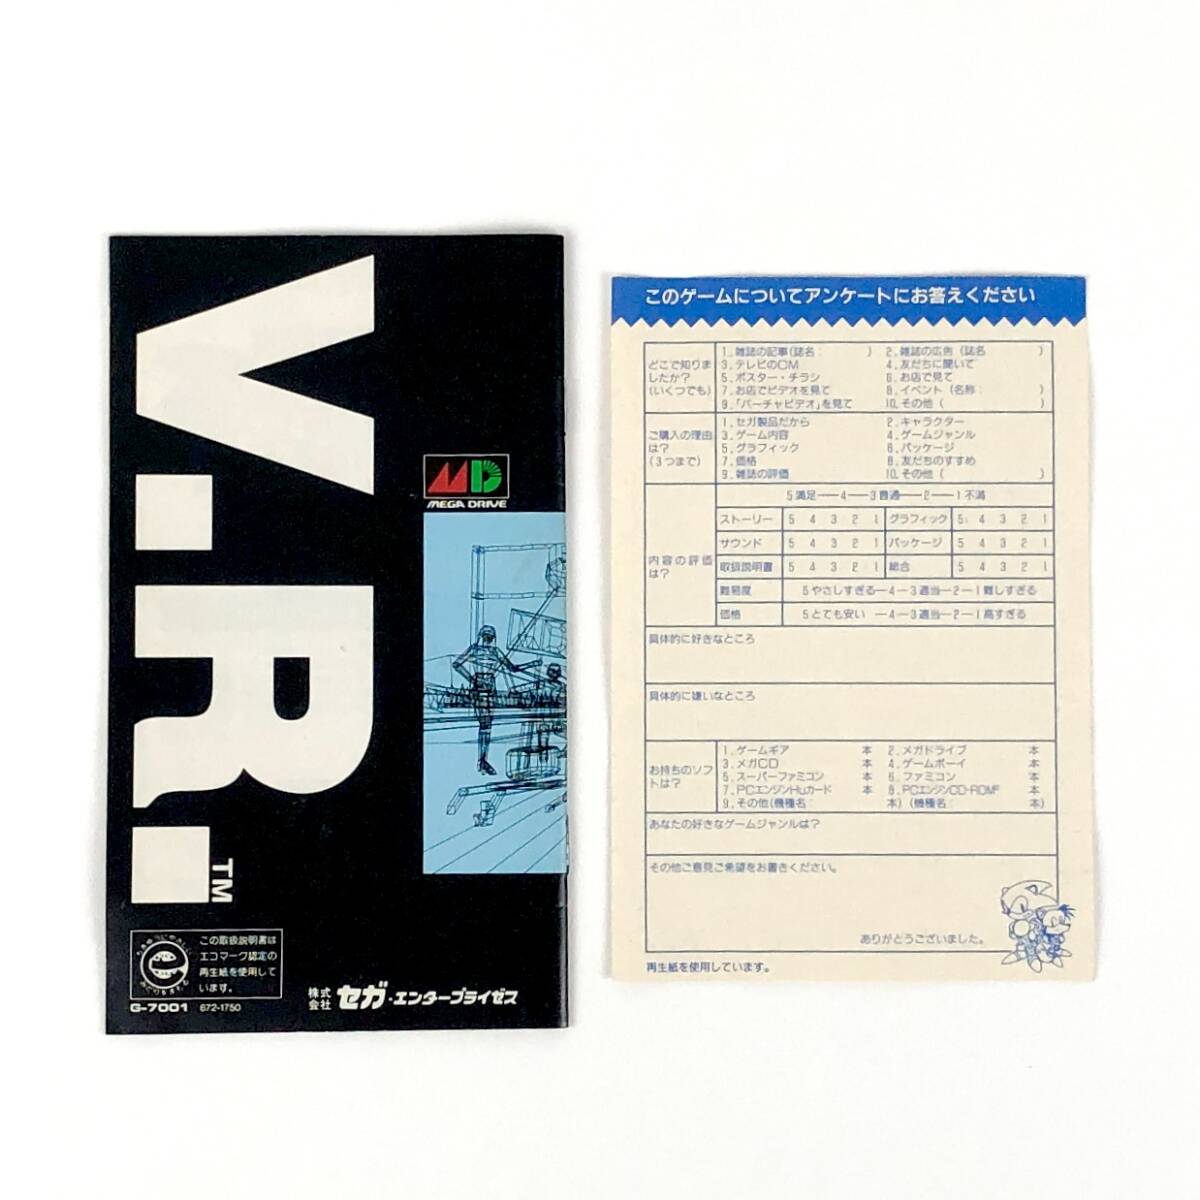 V.R.™
MEGA DRIVE
この取扱説明書は
エコマーク認定の
再生紙を使用して
います。
G-7001 672-1750
株式会社 セガ・エンタープライゼス
このゲームについてアンケートにお答えください
どこで知りましたか?(いくつでも)
1. 雑誌の記事(誌名: ) 2. 雑誌の広告(誌名 )
3. テレビのCM 4. 友だちに聞いて
5. ポスター・チラシ 6. お店で見て
7. お店でビデオを見て 8. イベント(名称: )
9. 「バーチャビデオ」を見て 10. その他( )
ご購入の理由は?(3つまで)
1. セガ製品だから 2. キャラクター
3. ゲーム内容 4. ゲームジャンル
5. グラフィック 6. パッケージ
7. 価格 8. 友だちのすすめ
9. 雑誌の評価 10. その他( )
内容の評価は?
5満足—4—3普通—2—1不満
ストーリー 5 4 3 2 1 グラフィック 5 4 3 2 1
サウンド 5 4 3 2 1 パッケージ 5 4 3 2 1
取扱説明書 5 4 3 2 1 総合 5 4 3 2 1
難易度 5やさしすぎる—4—3適当—2—1難しすぎる
価格 5とても安い—4—3適当—2—1高すぎる
具体的に好きなところ
具体的に嫌いなところ
お持ちのソフトは?
1. ゲームギア 本 2. メガドライブ 本
3. メガCD 本 4. ゲームボーイ 本
5. スーパーファミコン 本 6. ファミコン 本
7. PCエンジンHuカード 本 8. PCエンジンCD-ROM² 本
9. その他(機種名: 本)(機種名: 本)
あなたの好きなゲームジャンルは?
その他ご意見ご希望をお書きください。
ありがとうございました。
再生紙を使用しています。